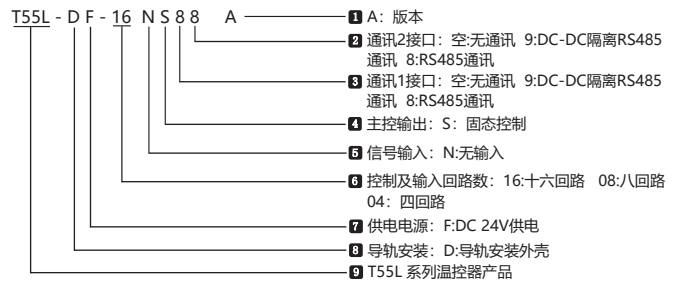 T55L - D F - 16 N S 8 8 A
1 A：版本
2 通讯2接口：空:无通讯 9:DC-DC隔离RS485
通讯 8:RS485通讯
3 通讯1接口：空:无通讯 9:DC-DC隔离RS485
通讯 8:RS485通讯
4 主控输出：S：固态控制
5 信号输入：N:无输入
6 控制及输入回路数：16:十六回路 08:八回路
04：四回路
7 供电电源：F:DC 24V供电
8 导轨安装：D:导轨安装外壳
9 T55L 系列温控器产品